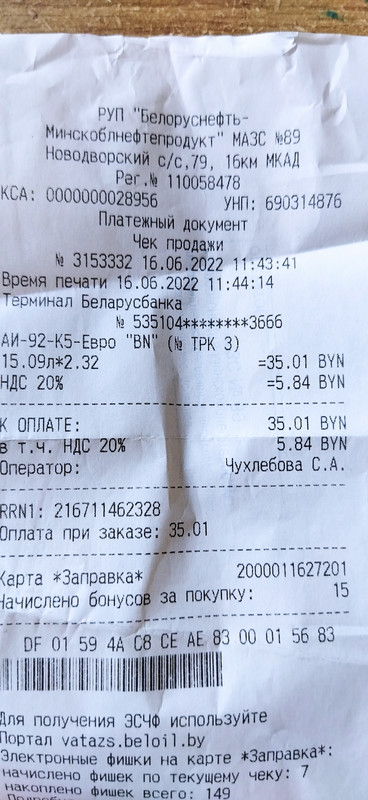 РУП "Белоруснефть-
Минскоблнефтепродукт" МАЗС №89
Новодворский с/с,79, 16км МКАД
Рег.№ 110058478
КСА: 0000000028956 УНП: 690314876
Платежный документ
Чек продажи
№ 3153332 16.06.2022 11:43:41
Время печати 16.06.2022 11:44:14
Терминал Беларусбанка
№ 535104********3666
АИ-92-К5-Евро "BN" (№ ТРК 3)
15.09л*2.32 =35.01 BYN
НДС 20% =5.84 BYN
К ОПЛАТЕ: 35.01 BYN
в т.ч. НДС 20% 5.84 BYN
Оператор: Чухлебова С.А.
RRN1: 216711462328
Оплата при заказе: 35.01
Карта *Заправка* 2000011627201
Начислено бонусов за покупку: 15
DF 01 59 4A C8 CE AE 83 00 01 56 83
Для получения ЭСЧФ используйте
Портал vatazs.beloil.by
Электронные фишки на карте *Заправка*:
начислено фишек по текущему чеку: 7
накоплено фишек всего: 149